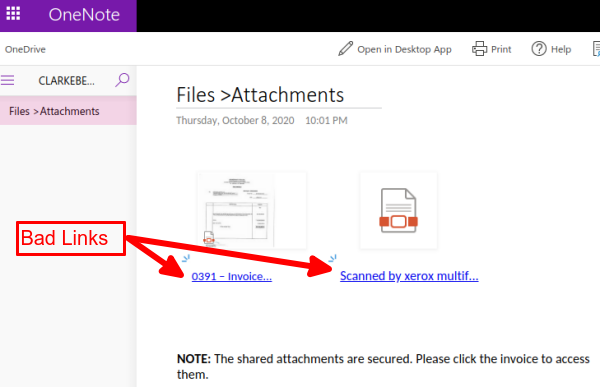 OneNote
OneDrive
Open in Desktop App
Print
Help
CLARKEBE...
Files >Attachments
Files >Attachments
Thursday, October 8, 2020 10:01 PM
Bad Links
0391 – Invoice...
Scanned by xerox multif...
NOTE: The shared attachments are secured. Please click the invoice to access
them.